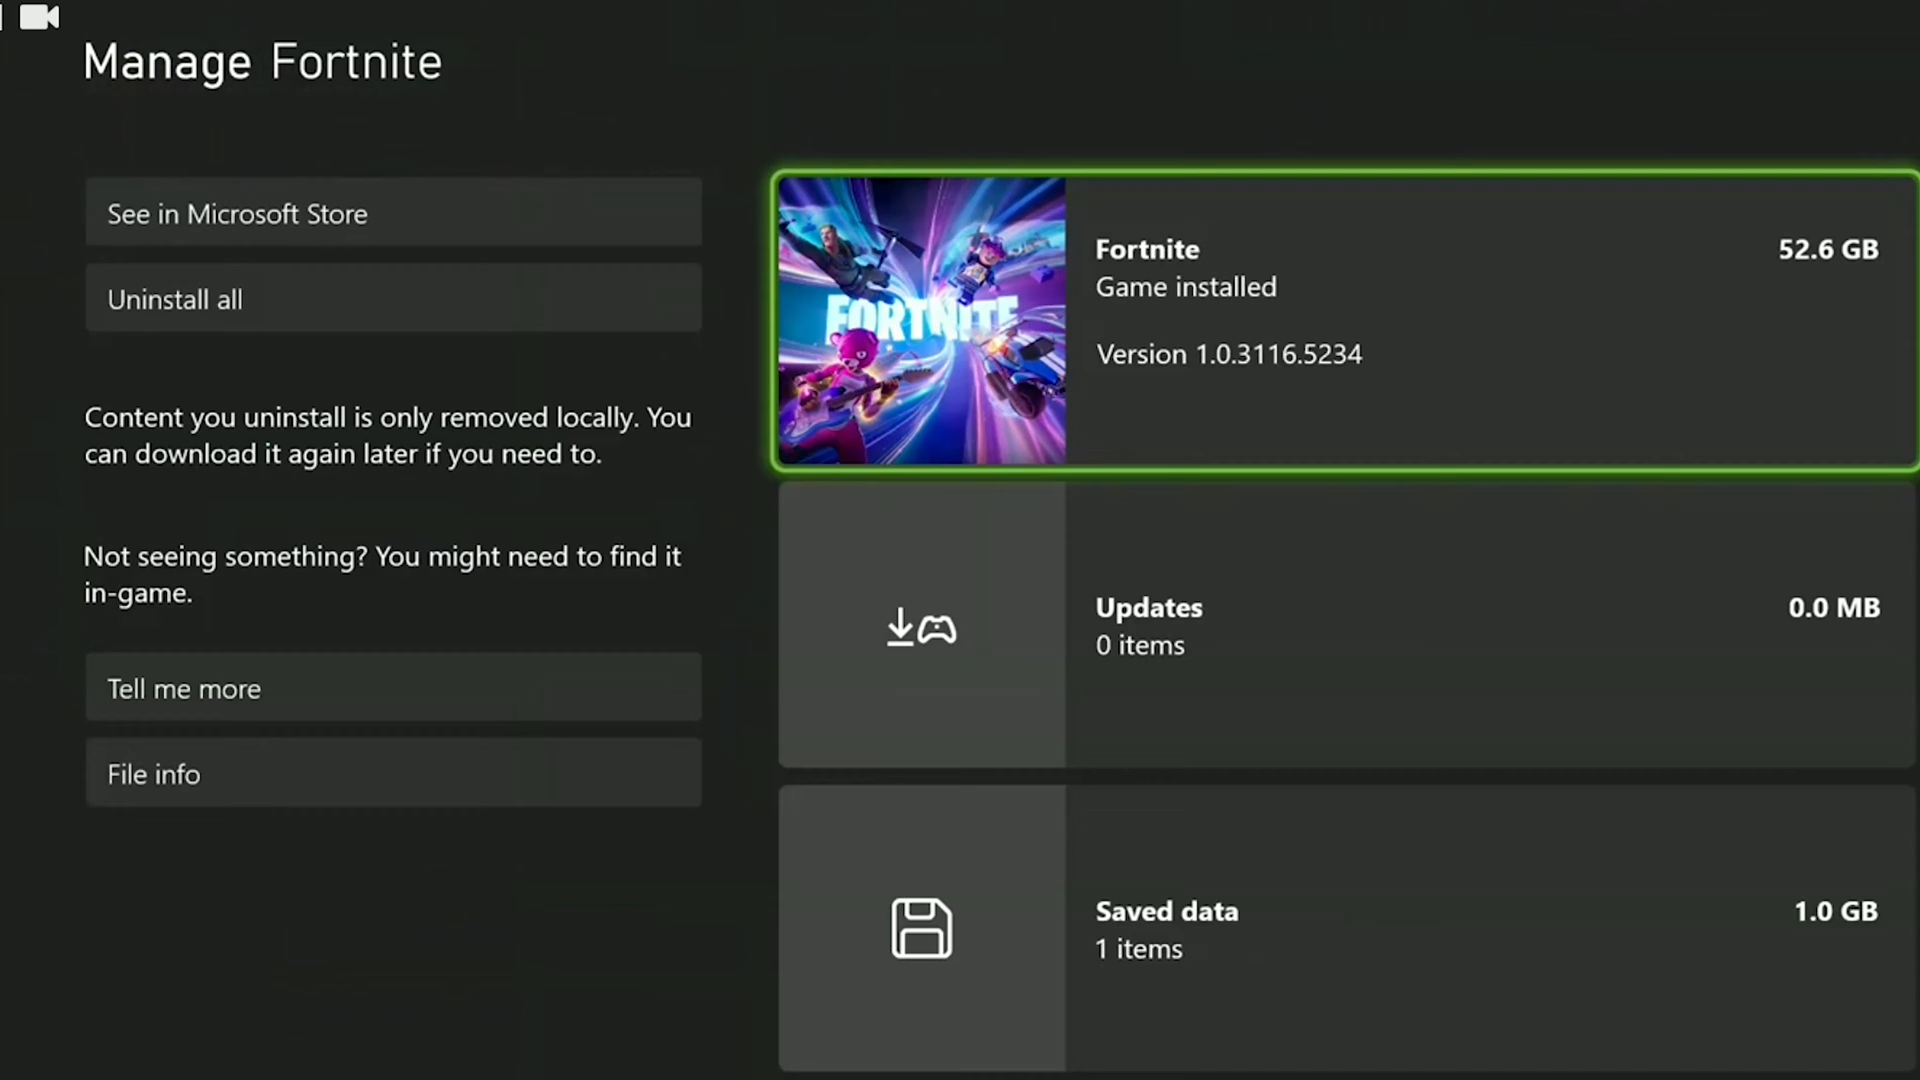 Manage Fortnite
See in Microsoft Store
Uninstall all
Content you uninstall is only removed locally. You
can download it again later if you need to.
Not seeing something? You might need to find it
in-game.
Tell me more
File info
FORTNITE
Fortnite
52.6 GB
Game installed
Version 1.0.3116.5234
Updates
0.0 MB
0 items
Saved data
1.0 GB
1 items